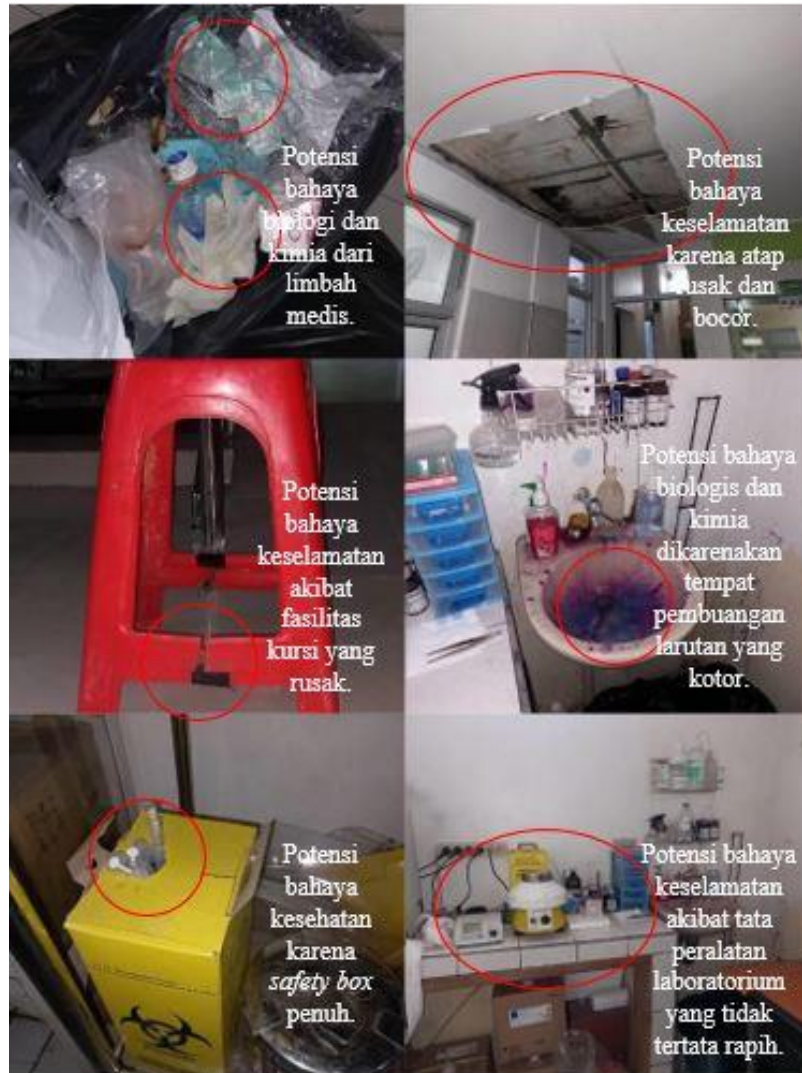 Potensi
bahaya
biologi dan
kimia dari
limbah
medis.
Potensi
bahaya
keselamatan
karena atap
rusak dan
bocor.
Potensi
bahaya
keselamatan
akibat
fasilitas
kursi yang
rusak.
Potensi bahaya
biologis dan
kimia
dikarenakan
tempat
pembuangan
larutan yang
kotor.
Potensi
bahaya
kesehatan
karena
safety box
penuh.
Potensi bahaya
keselamatan
akibat tata
peralatan
laboratorium
yang tidak
tertata rapih.